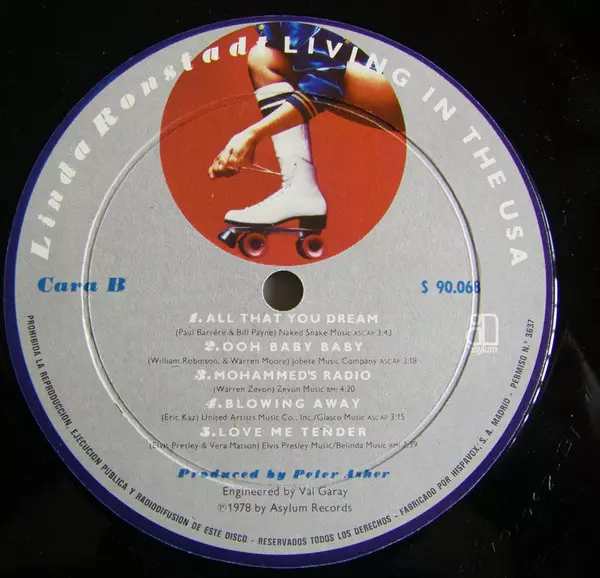 Linda Ronstadt LIVING IN THE USA
Cara B
S 90.068
1. ALL THAT YOU DREAM
(Paul Barrère & Bill Payne) Naked Snake Music ASCAP 3:43
2. OOH BABY BABY
(William Robinson, & Warren Moore) Jobete Music Company ASCAP 3:18
3. MOHAMMED'S RADIO
(Warren Zevon) Zevon Music BMI 4:20
4. BLOWING AWAY
(Eric Kaz) United Artists Music Co., Inc/Glasco Music ASCAP 3:15
5. LOVE ME TENDER
(Elvis Presley & Vera Matson) Elvis Presley Music/Belinda Music BMI 2:39
asylum
Produced by Peter Asher
Engineered by Val Garay
℗1978 by Asylum Records
PROHIBIDA LA REPRODUCCION, EJECUCION PUBLICA Y RADIODIFUSION DE ESTE DISCO - RESERVADOS TODOS LOS DERECHOS - FABRICADO POR HISPAVOX, S. A. MADRID - PERMISO N.° 3637